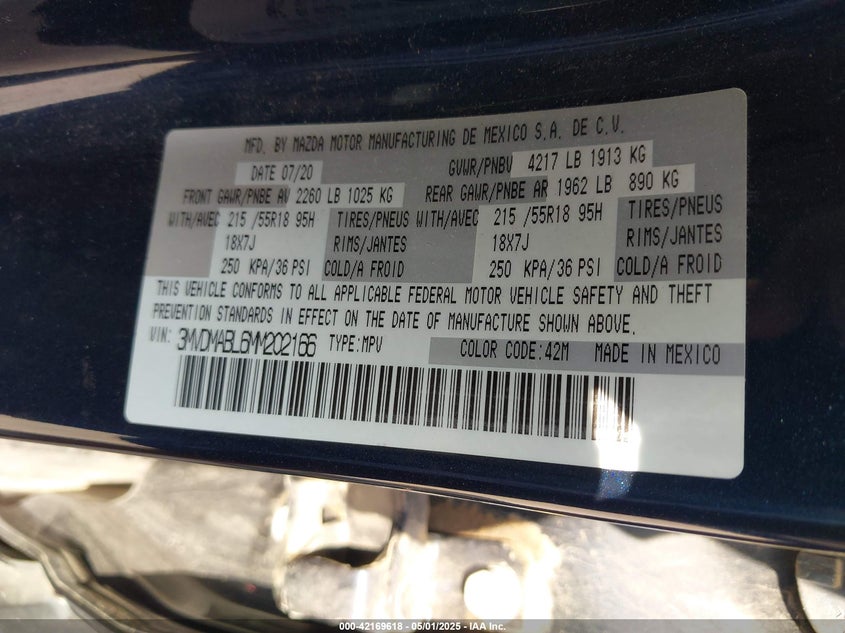 MFD. BY MAZDA MOTOR MANUFACTURING DE MEXICO S.A. DE C.V.
DATE 07/20 GVWR/PNBV 4217 LB 1913 KG
FRONT GAWR/PNBE AV 2260 LB 1025 KG REAR GAWR/PNBE AR 1962 LB 890 KG
WITH/AVEC 215 /55R18 95H TIRES/PNEUS WITH/AVEC 215 /55R18 95H TIRES/PNEUS
18X7J RIMS/JANTES 18X7J RIMS/JANTES
250 KPA/36 PSI COLD/A FROID 250 KPA/36 PSI COLD/A FROID
THIS VEHICLE CONFORMS TO ALL APPLICABLE FEDERAL MOTOR VEHICLE SAFETY AND THEFT
PREVENTION STANDARDS IN EFFECT ON THE DATE OF MANUFACTURE SHOWN ABOVE.
VIN: 3MVDMABL6MM202166 TYPE:MPV COLOR CODE:42M MADE IN MEXICO
000-42169618 - 05/01/2025 - IAA Inc.